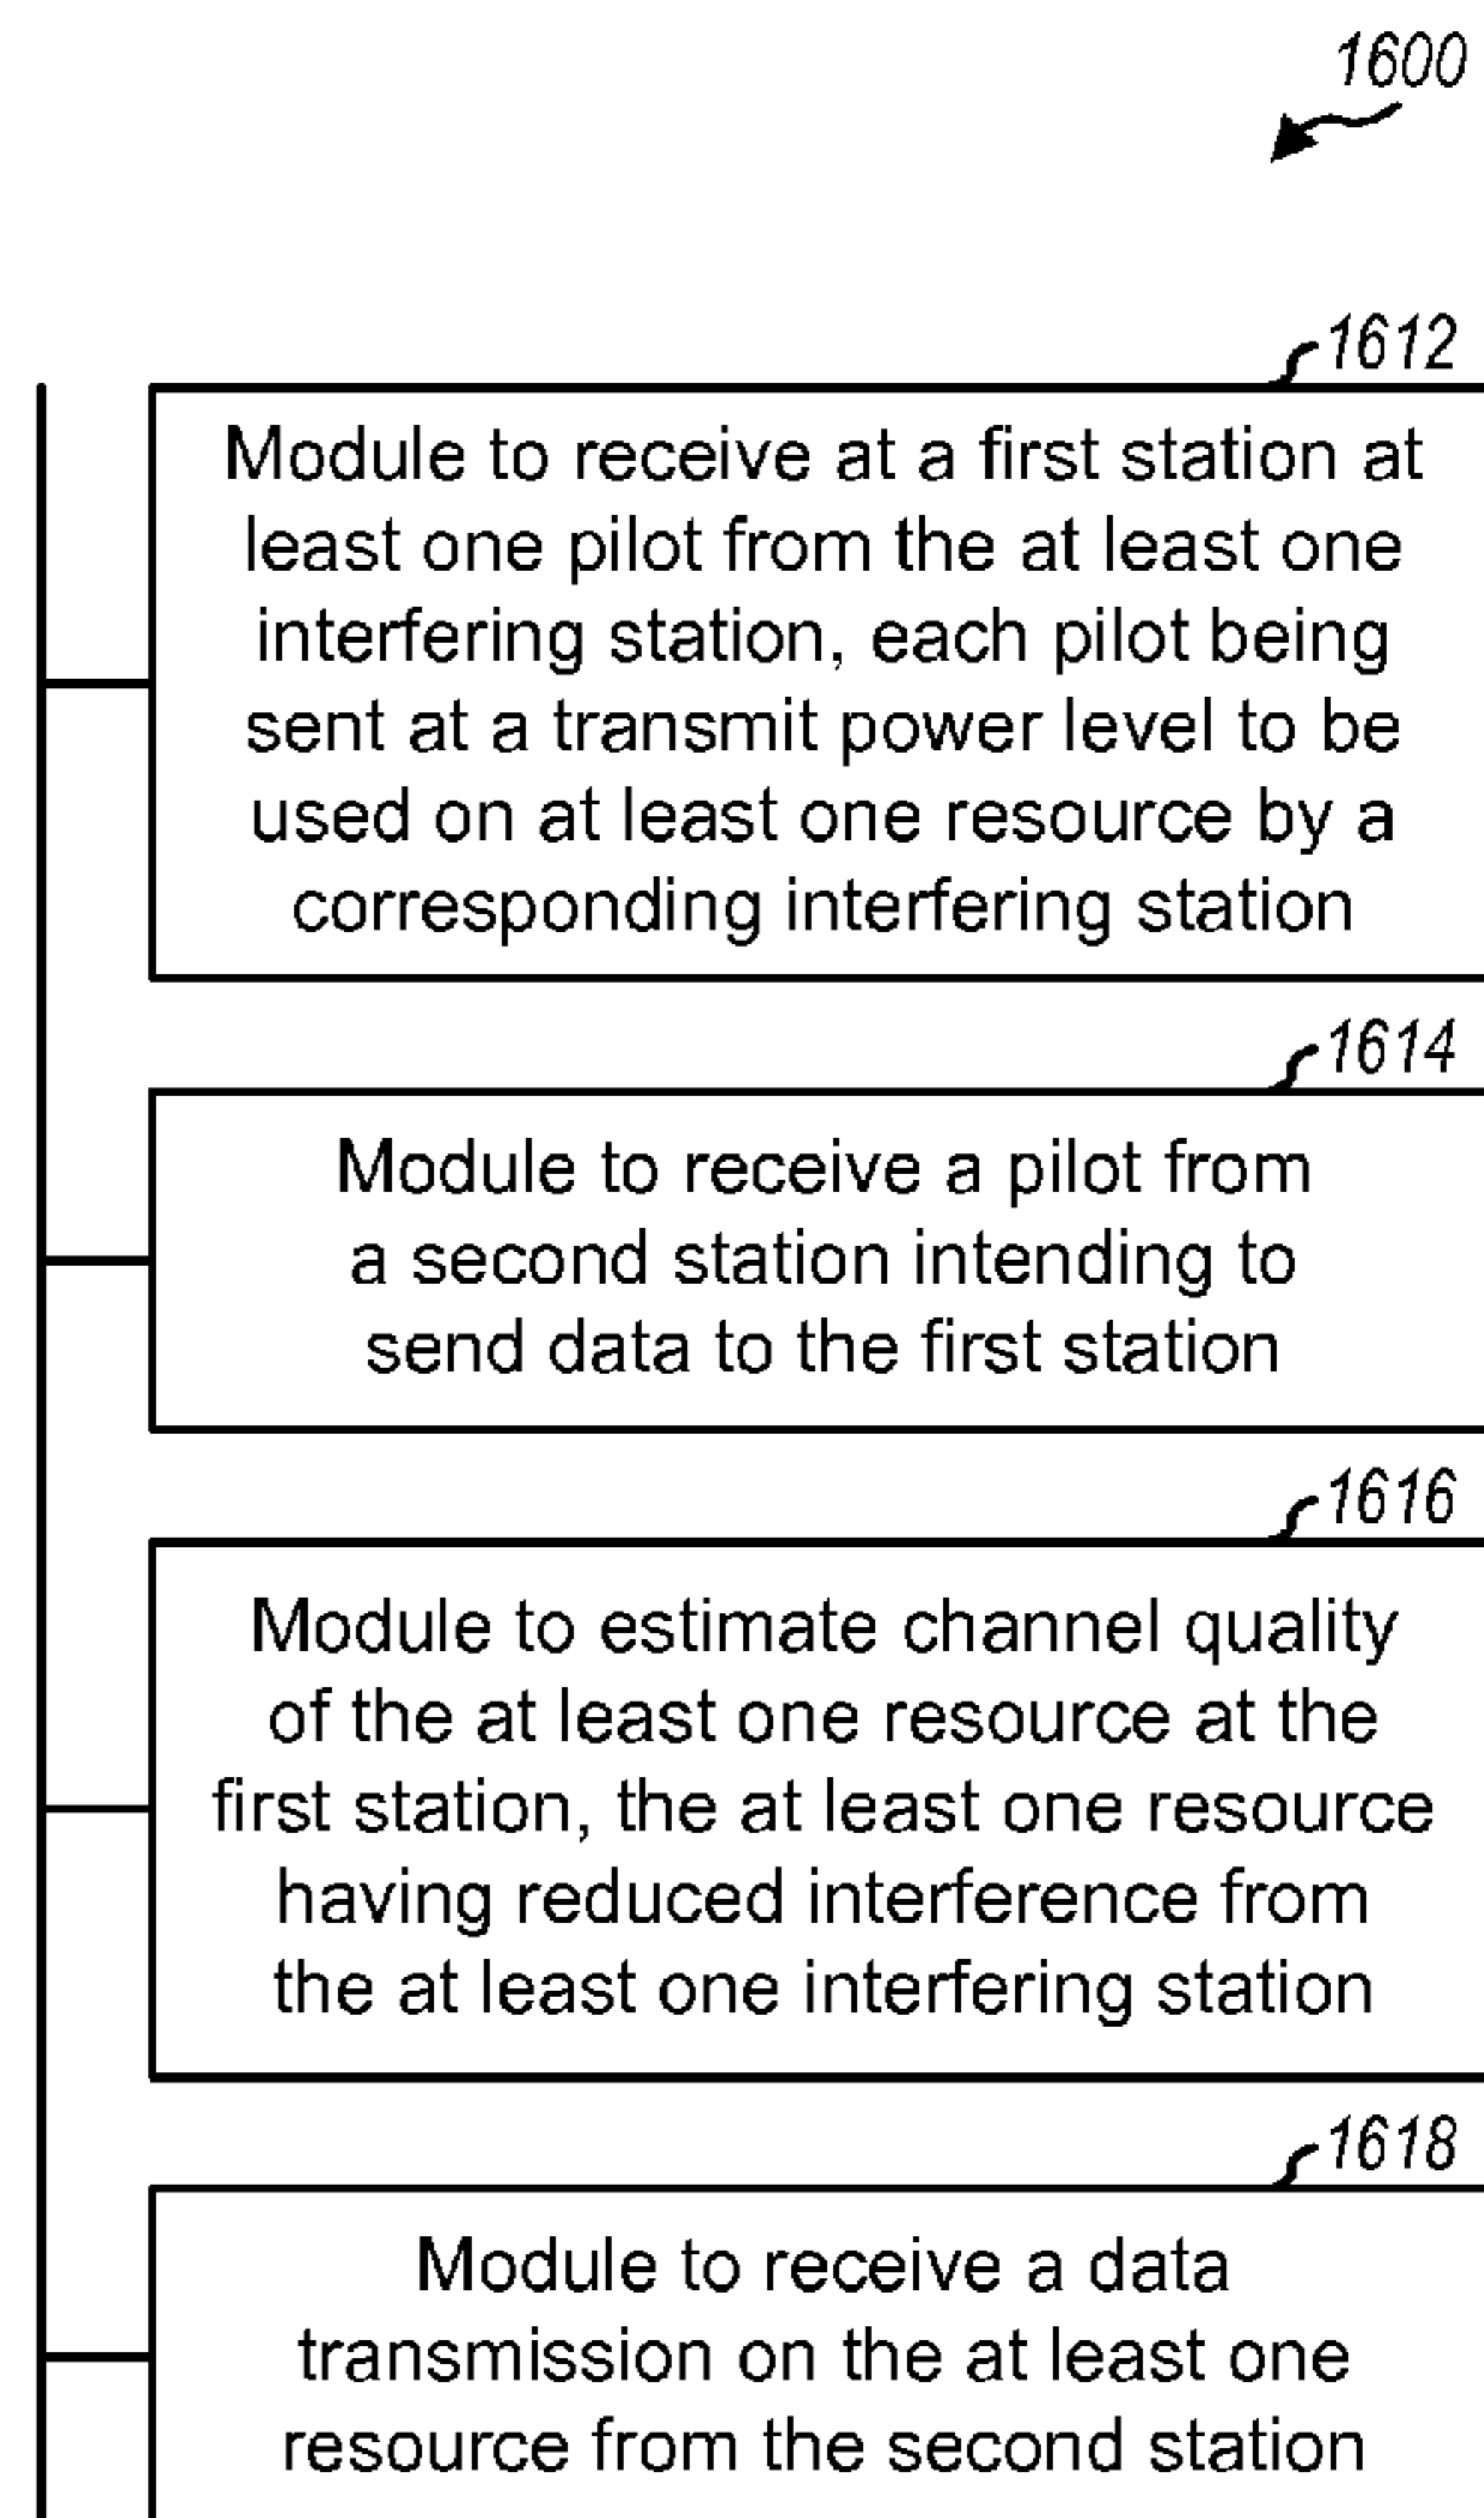 1600
1612
Module to receive at a first station at
least one pilot from the at least one
interfering station, each pilot being
sent at a transmit power level to be
used on at least one resource by a
corresponding interfering station
1614
Module to receive a pilot from
a second station intending to
send data to the first station
1616
Module to estimate channel quality
of the at least one resource at the
first station, the at least one resource
having reduced interference from
the at least one interfering station
1618
Module to receive a data
transmission on the at least one
resource from the second station